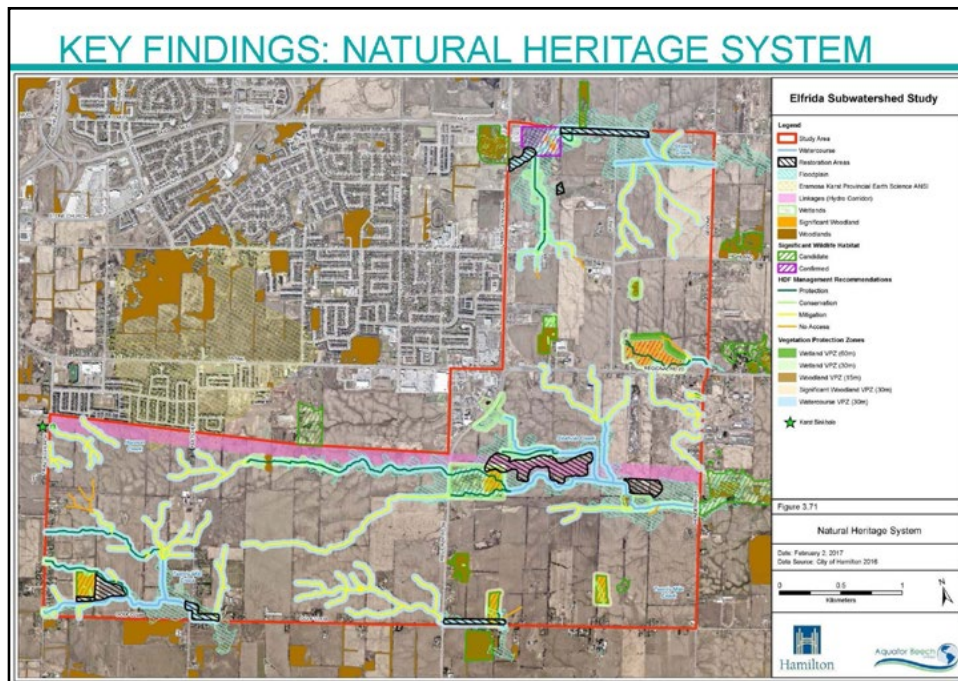 KEY FINDINGS: NATURAL HERITAGE SYSTEM
Elfrida Subwatershed Study
Legend
Study Area
Watercourse
Restoration Areas
Floodplain
Eramosa Karst Provincial Earth Science ANSI
Linkages (Hydro Corridor)
Wetlands
Significant Woodland
Woodlands
Significant Wildlife Habitat
Candidate
Confirmed
HDF Management Recommendations
Protection
Conservation
Mitigation
No Access
Vegetation Protection Zones
Wetland VPZ (60m)
Wetland VPZ (30m)
Woodland VPZ (15m)
Significant Woodland VPZ (30m)
Watercourse VPZ (30m)
Karst Sinkhole
Figure 3.71
Natural Heritage System
Date: February 2, 2017
Data Source: City of Hamilton 2016
0 0.5 1
Kilometers
N
Hamilton
Aquafor Beech